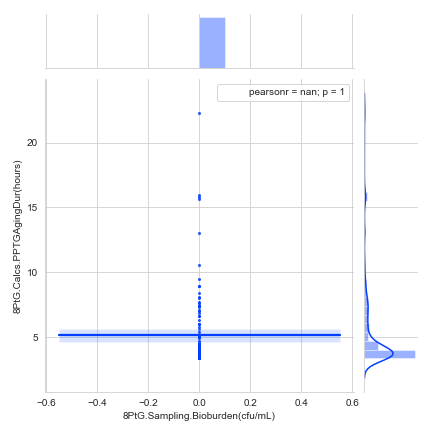 pearsonr = nan; p = 1
8PtG.Calcs.PPTGAgingDur(hours)
20
15
10
5
−0.6 −0.4 −0.2 0.0 0.2 0.4 0.6
8PtG.Sampling.Bioburden(cfu/mL)